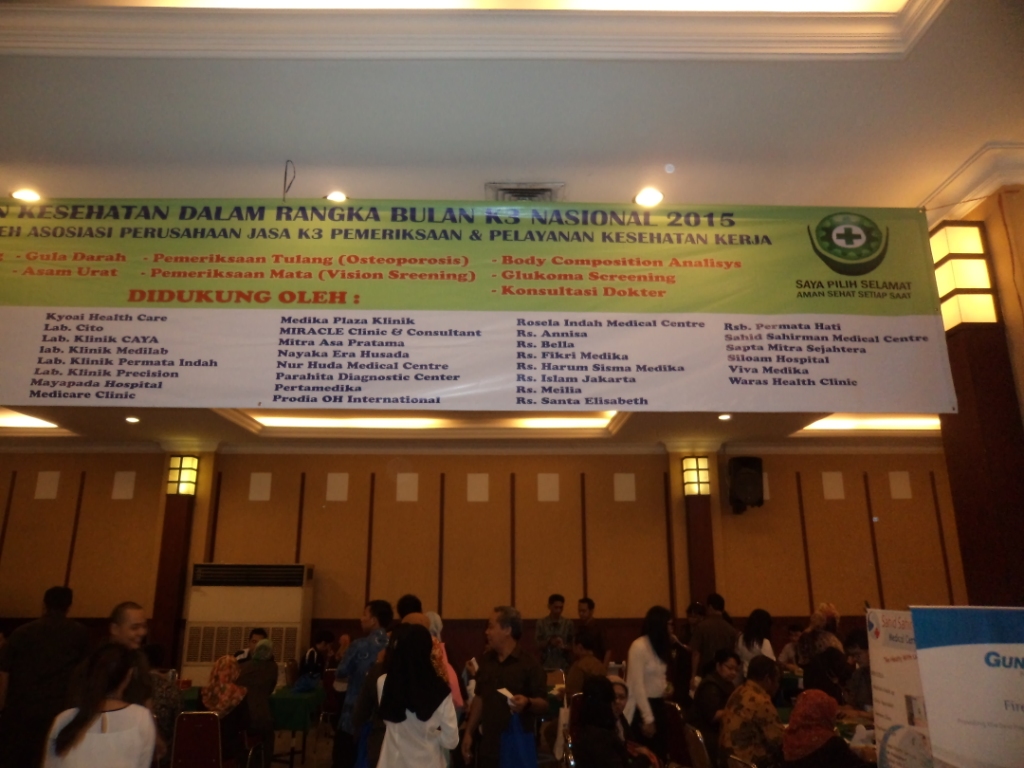 N KESEHATAN DALAM RANGKA BULAN K3 NASIONAL 2015
EH ASOSIASI PERUSAHAAN JASA K3 PEMERIKSAAN & PELAYANAN KESEHATAN KERJA
- Gula Darah
- Asam Urat
- Pemeriksaan Tulang (Osteoporosis)
- Pemeriksaan Mata (Vision Sreening)
- Body Composition Analisys
- Glukoma Screening
- Konsultasi Dokter
SAYA PILIH SELAMAT
AMAN SEHAT SETIAP SAAT
DIDUKUNG OLEH :
Kyoai Health Care
Lab. Cito
Lab. Klinik CAYA
lab. Klinik Medilab
Lab. Klinik Permata Indah
Lab. Klinik Precision
Mayapada Hospital
Medicare Clinic
Medika Plaza Klinik
MIRACLE Clinic & Consultant
Mitra Asa Pratama
Nayaka Era Husada
Nur Huda Medical Centre
Parahita Diagnostic Center
Pertamedika
Prodia OH International
Rosela Indah Medical Centre
Rs. Annisa
Rs. Bella
Rs. Fikri Medika
Rs. Harum Sisma Medika
Rs. Islam Jakarta
Rs. Meilia
Rs. Santa Elisabeth
Rsb. Permata Hati
Sahid Sahirman Medical Centre
Sapta Mitra Sejahtera
Siloam Hospital
Viva Medika
Waras Health Clinic
Medical
GUN
Fire